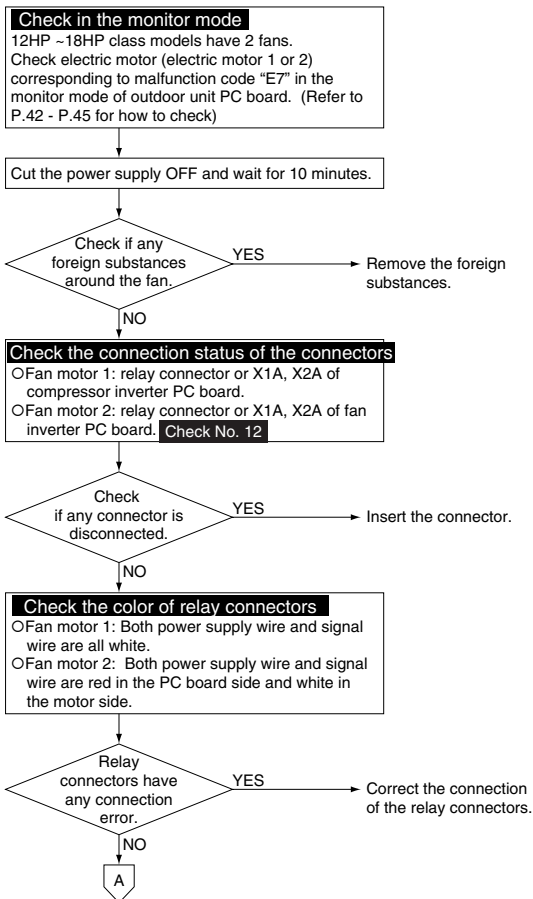 Check in the monitor mode
12HP ~18HP class models have 2 fans.
Check electric motor (electric motor 1 or 2)
corresponding to malfunction code “E7” in the
monitor mode of outdoor unit PC board. (Refer to
P.42 - P.45 for how to check)
Cut the power supply OFF and wait for 10 minutes.
Check if any
foreign substances
around the fan.
YES
Remove the foreign
substances.
NO
Check the connection status of the connectors
○Fan motor 1: relay connector or X1A, X2A of
compressor inverter PC board.
○Fan motor 2: relay connector or X1A, X2A of fan
inverter PC board. Check No. 12
Check
if any connector is
disconnected.
YES
Insert the connector.
NO
Check the color of relay connectors
○Fan motor 1: Both power supply wire and signal
wire are all white.
○Fan motor 2: Both power supply wire and signal
wire are red in the PC board side and white in
the motor side.
Relay
connectors have
any connection
error.
YES
Correct the connection
of the relay connectors.
NO
A